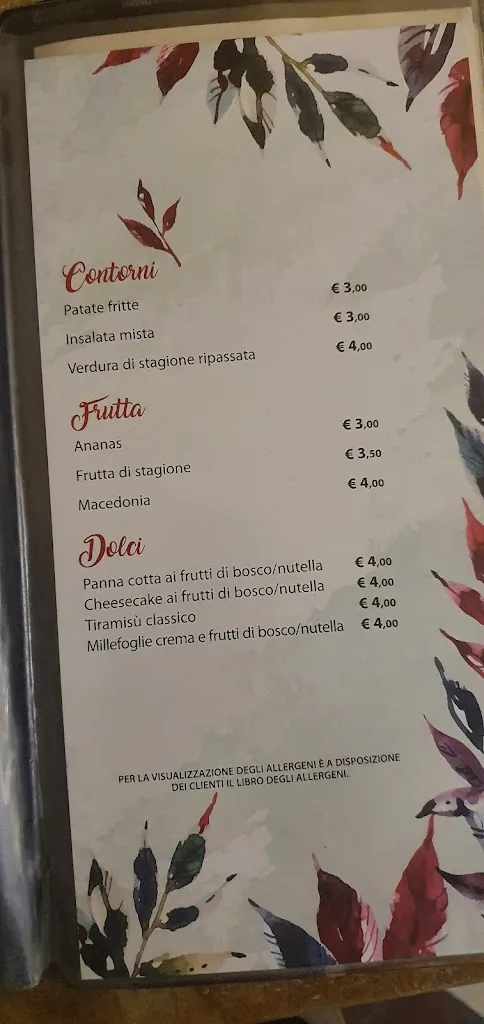 Contorni
Patate fritte € 3,00
Insalata mista € 3,00
Verdura di stagione ripassata € 4,00
Frutta
Ananas € 3,00
Frutta di stagione € 3,50
Macedonia € 4,00
Dolci
Panna cotta ai frutti di bosco/nutella € 4,00
Cheesecake ai frutti di bosco/nutella € 4,00
Tiramisù classico € 4,00
Millefoglie crema e frutti di bosco/nutella € 4,00
PER LA VISUALIZZAZIONE DEGLI ALLERGENI È A DISPOSIZIONE
DEI CLIENTI IL LIBRO DEGLI ALLERGENI.